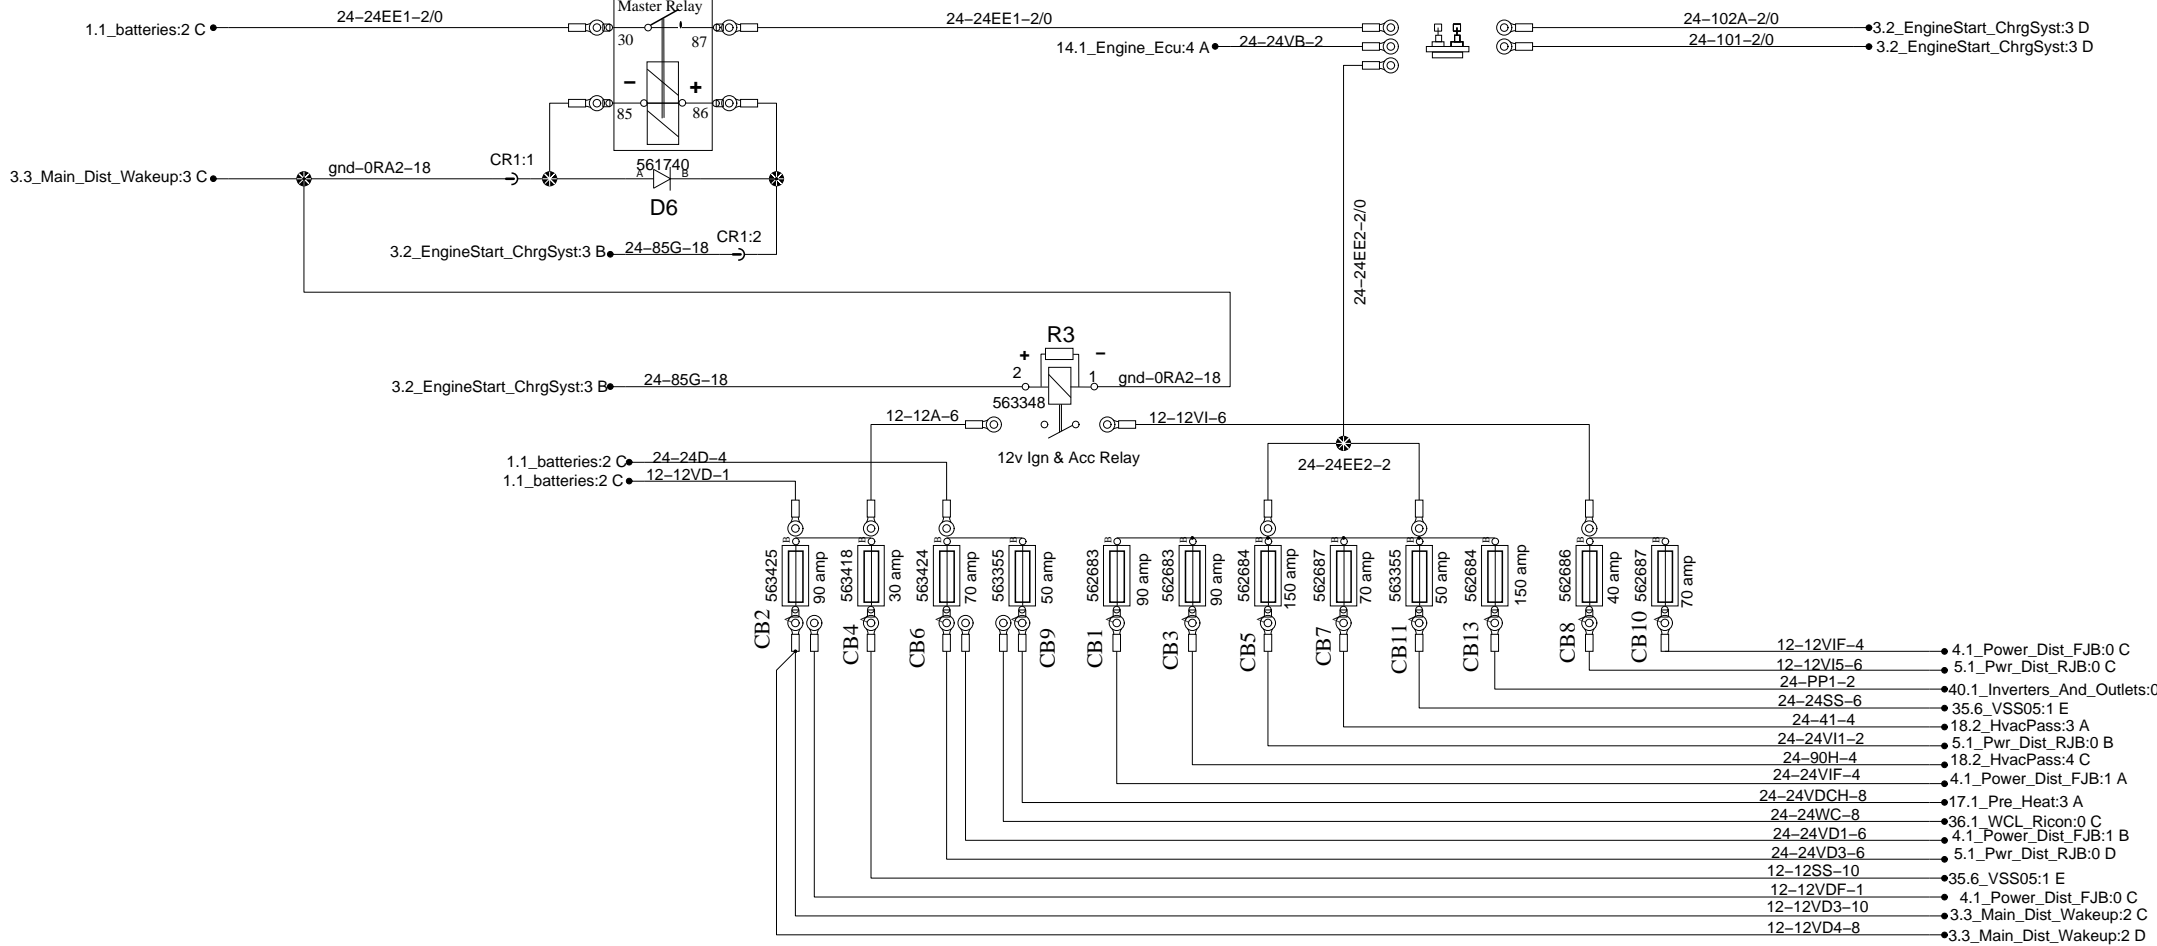 Master Relay
24-24EE1-2/0
24-24EE1-2/0
24-102A-2/0
1.1_batteries:2 C
30
87
3.2_EngineStart_ChrgSyst:3 D
14.1_Engine_Ecu:4 A
24-24VB-2
24-101-2/0
3.2_EngineStart_ChrgSyst:3 D
−
+
85
86
CR1:1
561740
3.3_Main_Dist_Wakeup:3 C
gnd-0RA2-18
A
B
D6
CR1:2
3.2_EngineStart_ChrgSyst:3 B
24-85G-18
24-24EE2-2/0
R3
+
−
2
1
3.2_EngineStart_ChrgSyst:3 B
24-85G-18
gnd-0RA2-18
563348
12-12A-6
12-12VI-6
12v Ign & Acc Relay
1.1_batteries:2 C
24-24D-4
24-24EE2-2
1.1_batteries:2 C
12-12VD-1
B
B
B
B
B
B
B
B
B
B
B
B
563425
90 amp
563418
30 amp
563424
70 amp
563355
50 amp
562683
90 amp
562683
90 amp
562684
150 amp
562687
70 amp
563355
50 amp
562684
150 amp
562686
40 amp
562687
70 amp
A
A
A
A
A
A
A
A
A
A
A
A
CB2
CB4
CB6
CB9
CB1
CB3
CB5
CB7
CB11
CB13
CB8
CB10
12-12VIF-4
4.1_Power_Dist_FJB:0 C
12-12VI5-6
5.1_Pwr_Dist_RJB:0 C
24-PP1-2
40.1_Inverters_And_Outlets:0
24-24SS-6
35.6_VSS05:1 E
24-41-4
18.2_HvacPass:3 A
24-24VI1-2
5.1_Pwr_Dist_RJB:0 B
24-90H-4
18.2_HvacPass:4 C
24-24VIF-4
4.1_Power_Dist_FJB:1 A
24-24VDCH-8
17.1_Pre_Heat:3 A
24-24WC-8
36.1_WCL_Ricon:0 C
24-24VD1-6
4.1_Power_Dist_FJB:1 B
24-24VD3-6
5.1_Pwr_Dist_RJB:0 D
12-12SS-10
35.6_VSS05:1 E
12-12VDF-1
4.1_Power_Dist_FJB:0 C
12-12VD3-10
3.3_Main_Dist_Wakeup:2 C
12-12VD4-8
3.3_Main_Dist_Wakeup:2 D